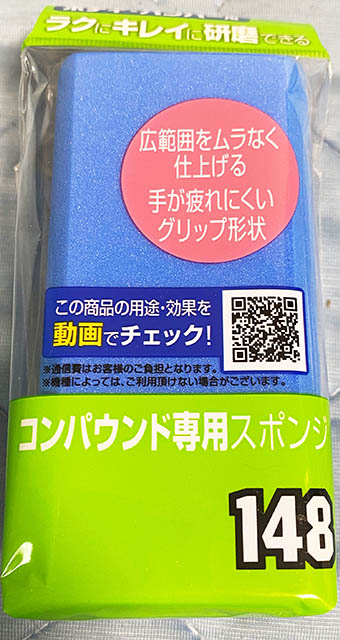 ラクにキレイに研磨できる
広範囲をムラなく
仕上げる
手が疲れにくい
グリップ形状
この商品の用途・効果を
動画でチェック!
※通信費はお客様のご負担となります。
※機種によっては、ご利用頂けない場合がございます。
コンパウンド専用スポンジ
148